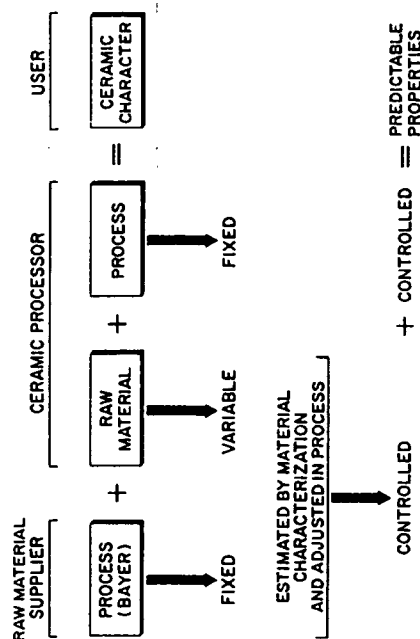 RAW MATERIAL
SUPPLIER
CERAMIC PROCESSOR
USER
PROCESS
(BAYER)
+
RAW
MATERIAL
+
PROCESS
=
CERAMIC
CHARACTER
FIXED
VARIABLE
FIXED
ESTIMATED BY MATERIAL
CHARACTERIZATION
AND ADJUSTED IN PROCESS
CONTROLLED
+ CONTROLLED
= PREDICTABLE
PROPERTIES